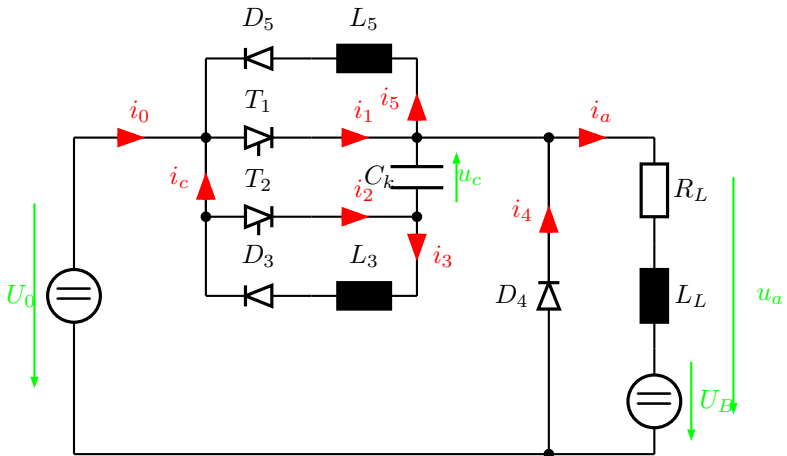 D5 L5
i0 T1 i1 i5 ia
ic T2 i2 Ck uc RL
i4
D3 L3 i3
U0 D4 LL ua
UB